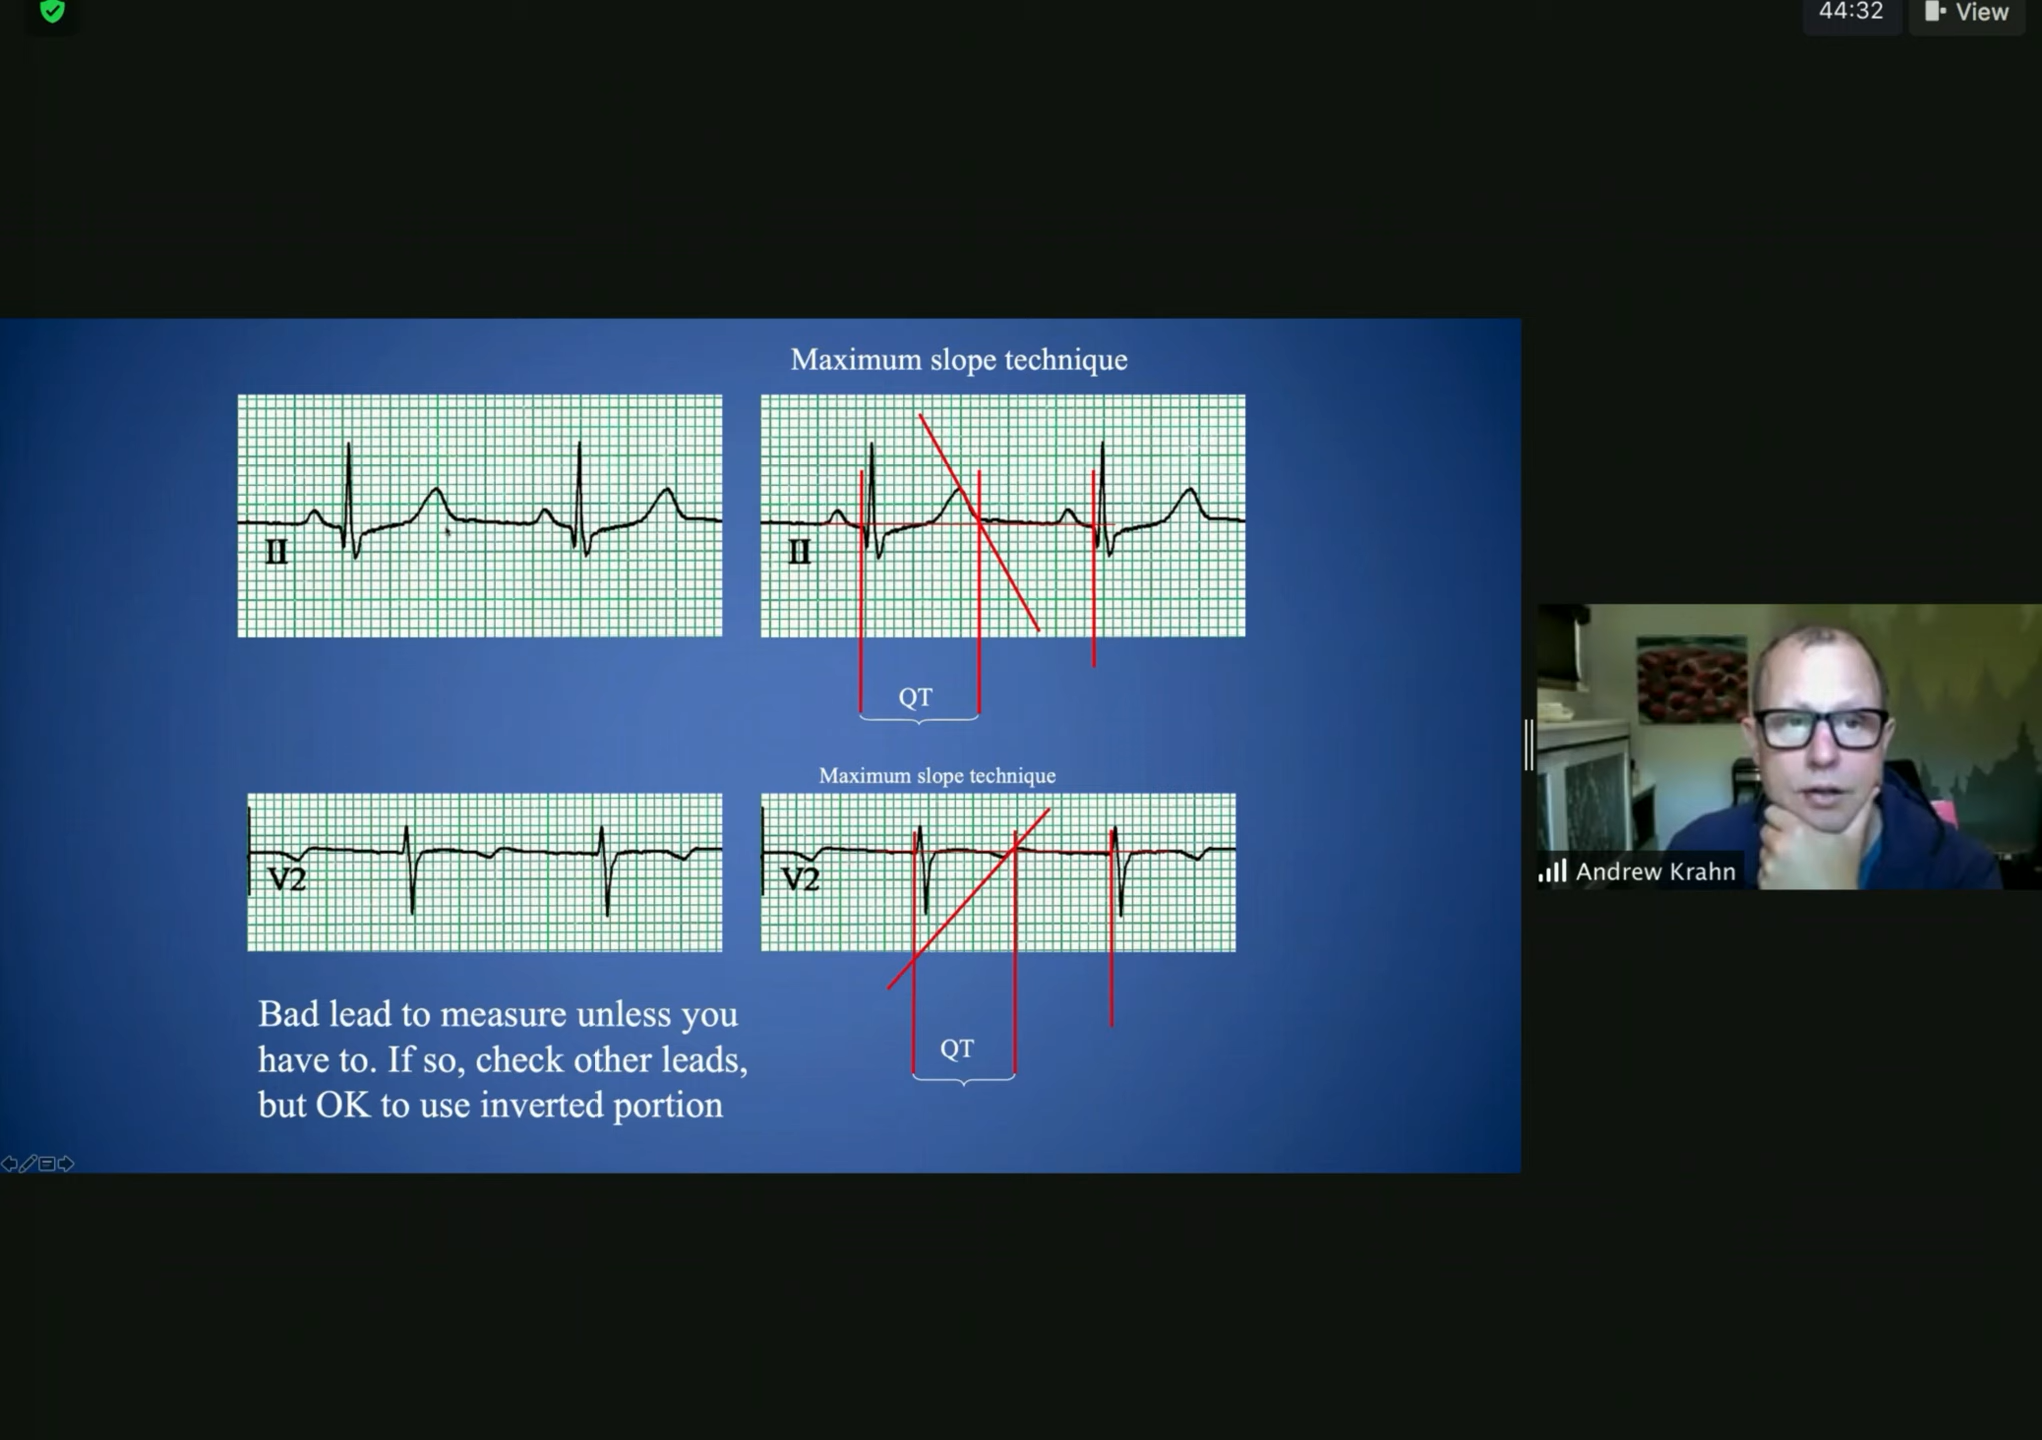 44:32
View
Maximum slope technique
II
II
QT
Maximum slope technique
V2
V2
Bad lead to measure unless you
have to. If so, check other leads,
but OK to use inverted portion
QT
Andrew Krahn